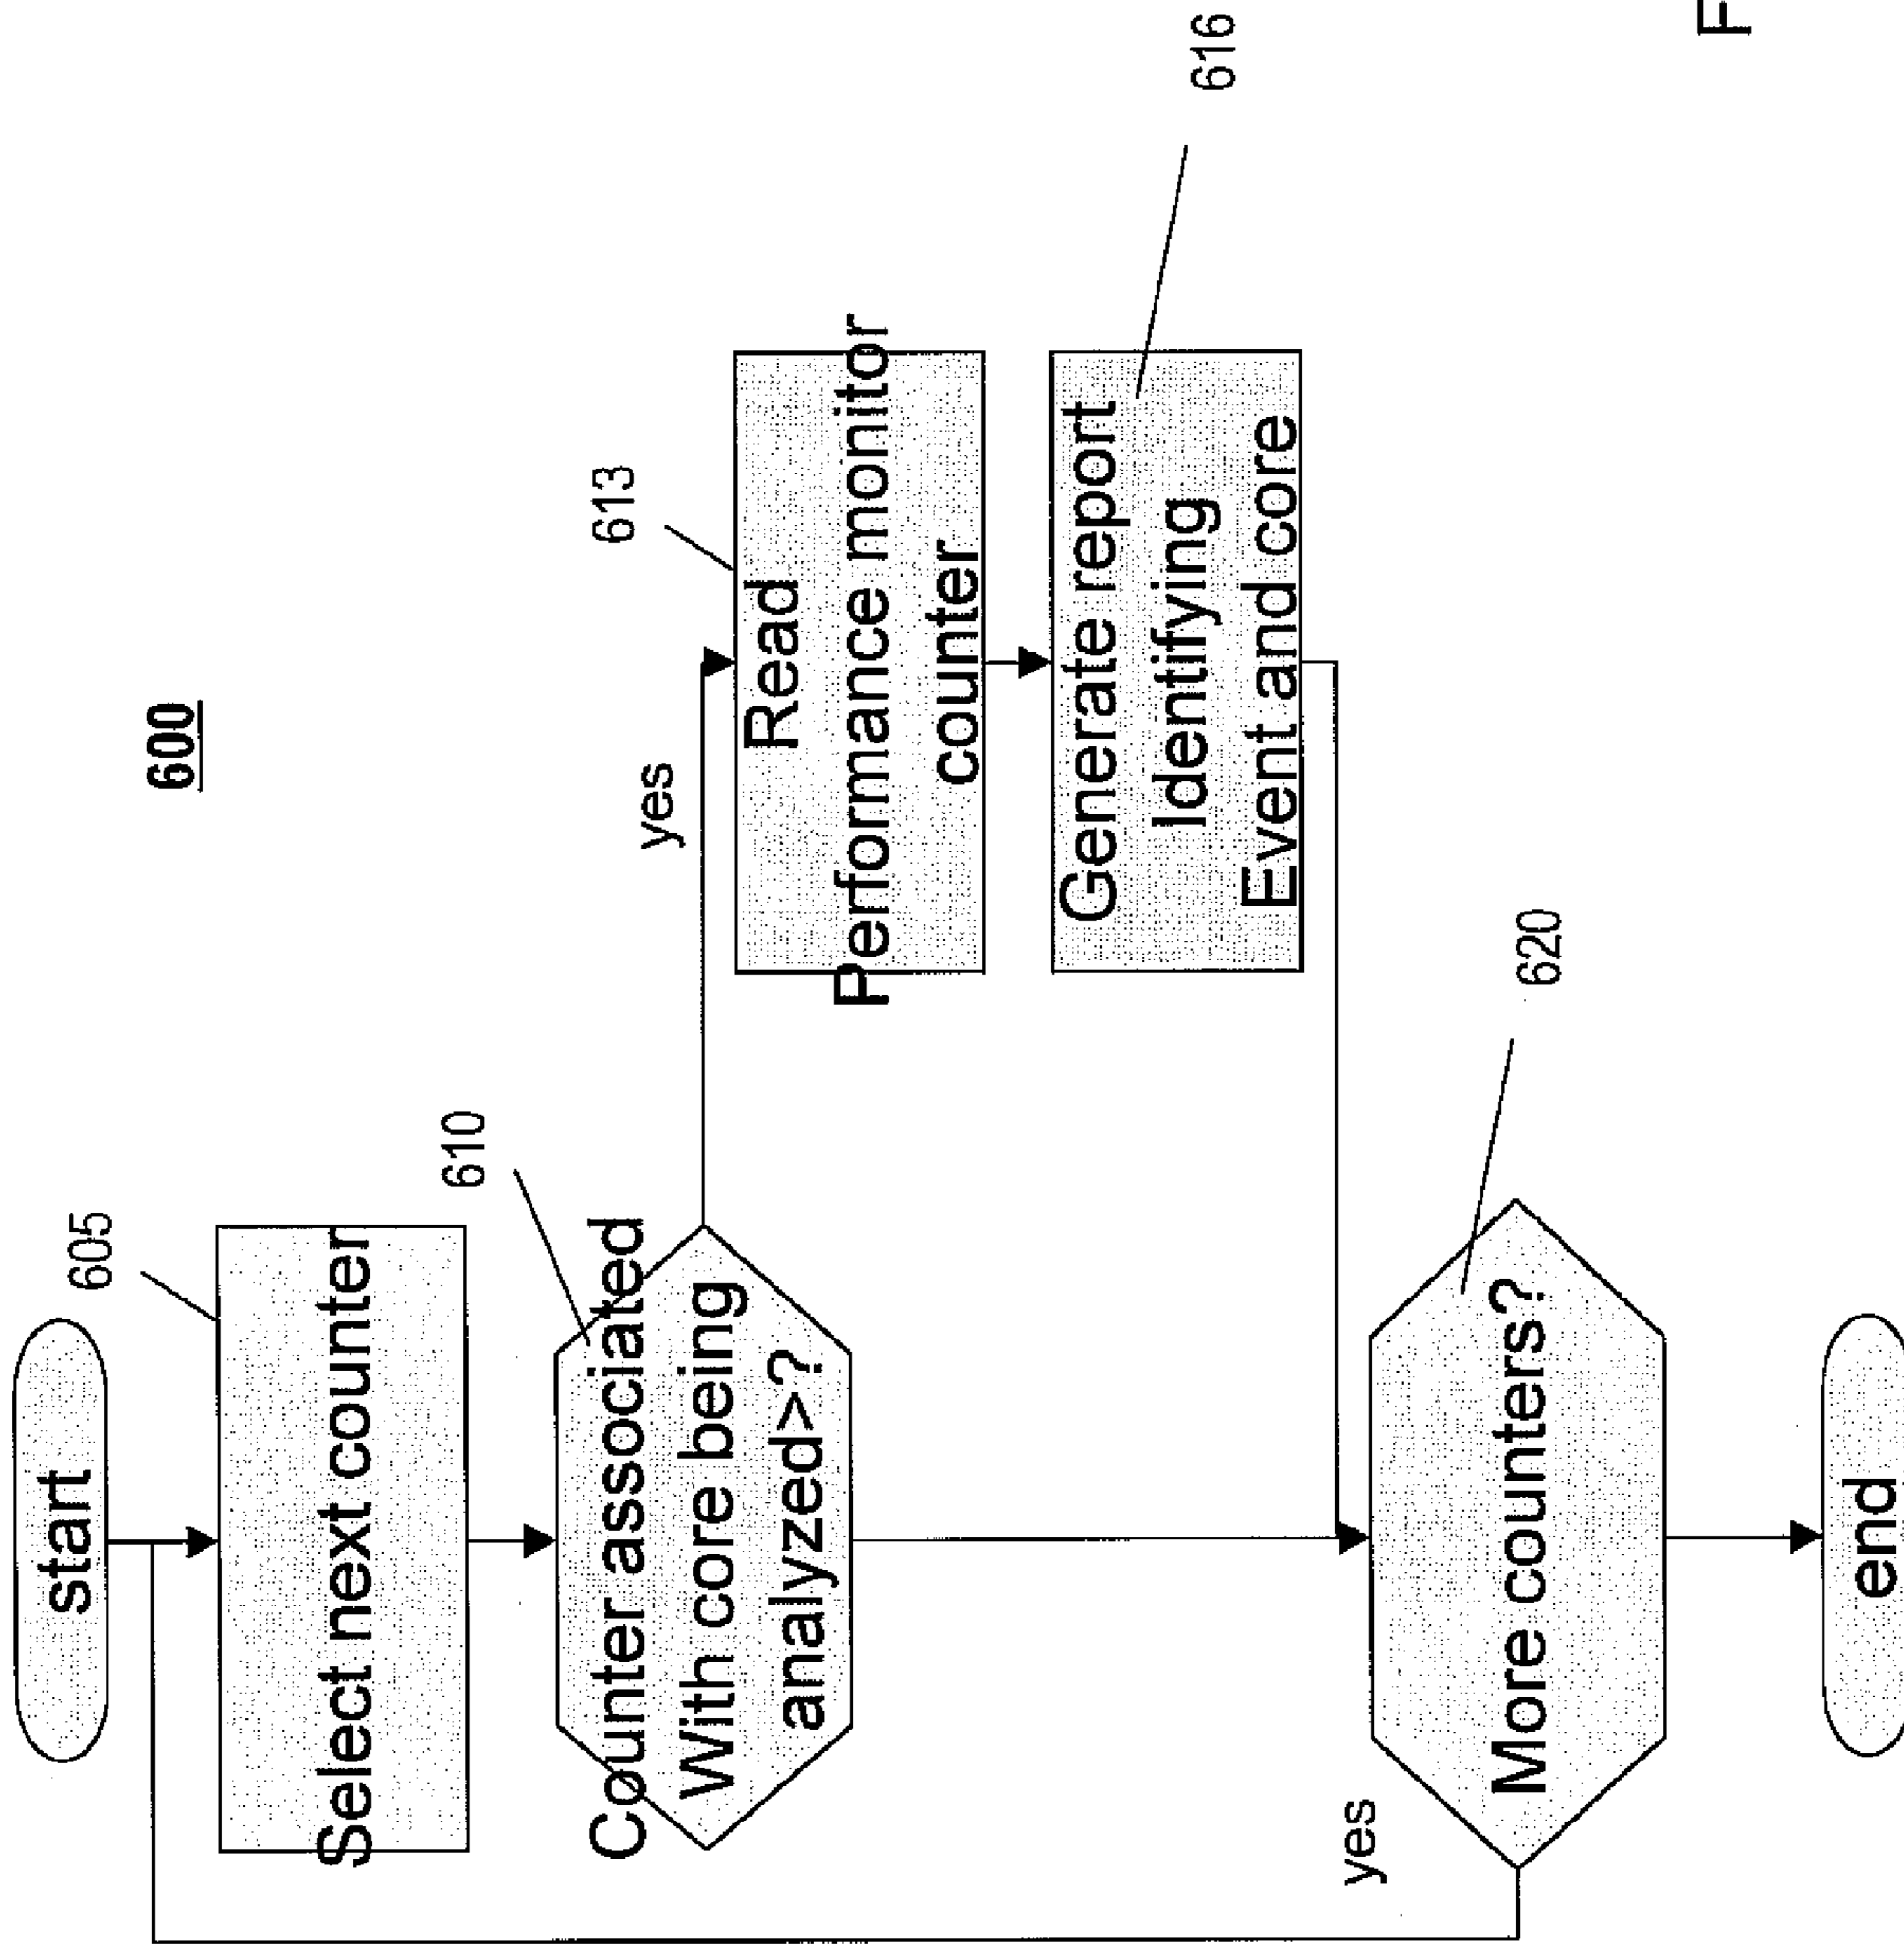 600
start
605
Select next counter
610
Counter associated
With core being
analyzed>?
yes
613
Read
Performance monitor
counter
616
Generate report
Identifying
Event and core
620
More counters?
yes
end
F